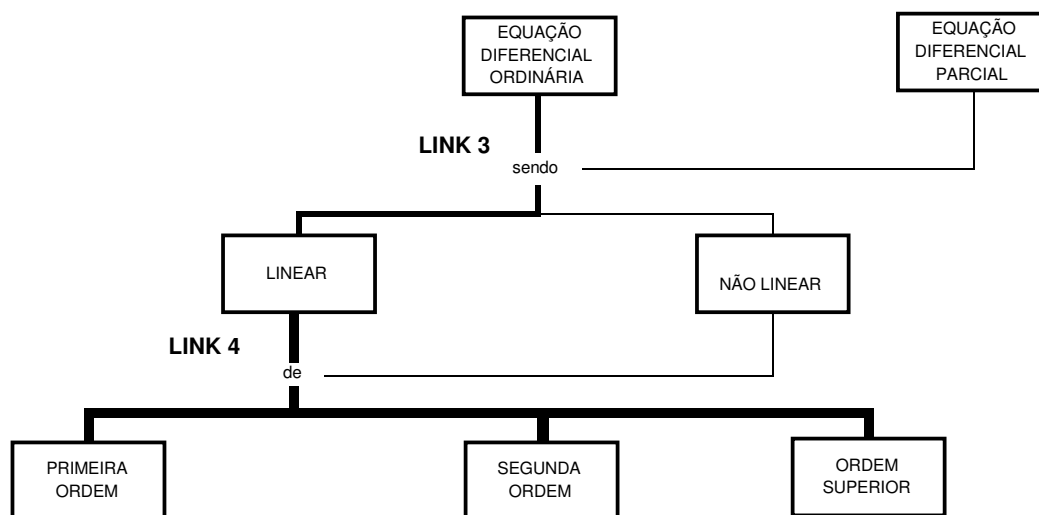 EQUAÇÃO
DIFERENCIAL
ORDINÁRIA
EQUAÇÃO
DIFERENCIAL
PARCIAL
LINK 3
sendo
LINEAR
NÃO LINEAR
LINK 4
de
PRIMEIRA
ORDEM
SEGUNDA
ORDEM
ORDEM
SUPERIOR